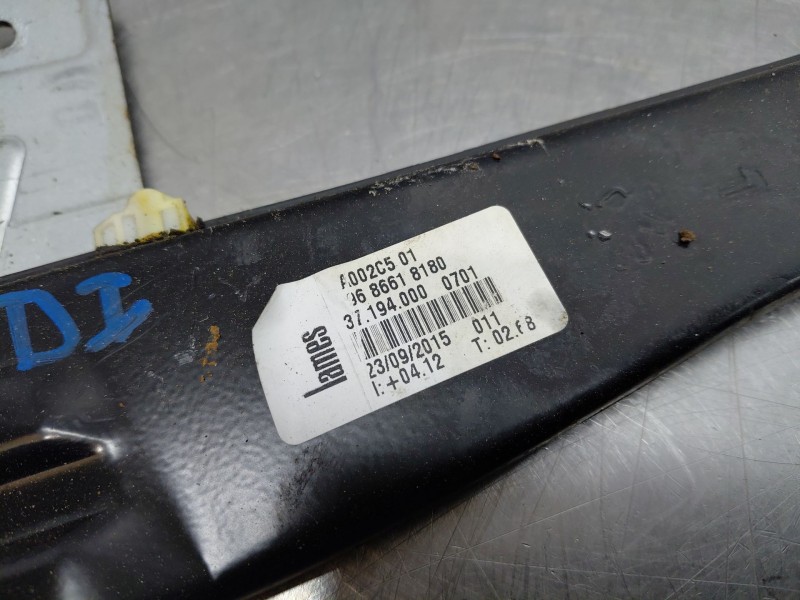 DI
A002C5 01
96 8661 8180
37.194.000 0701
23/09/2015 011
I: +04.12 T: 02.68
lames